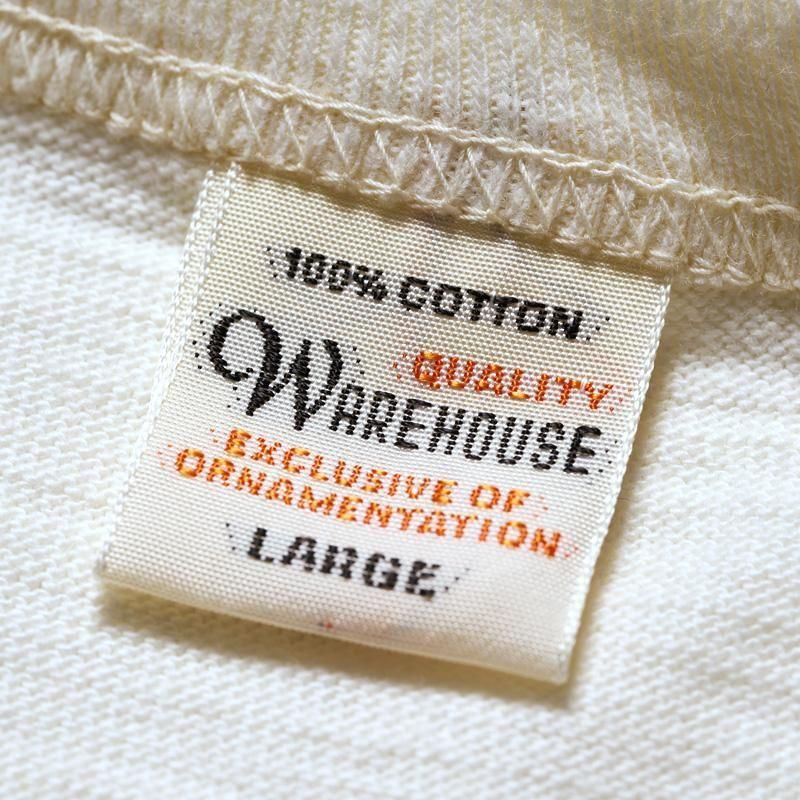 100% COTTON
QUALITY
WAREHOUSE
EXCLUSIVE OF
ORNAMENTATION
LARGE